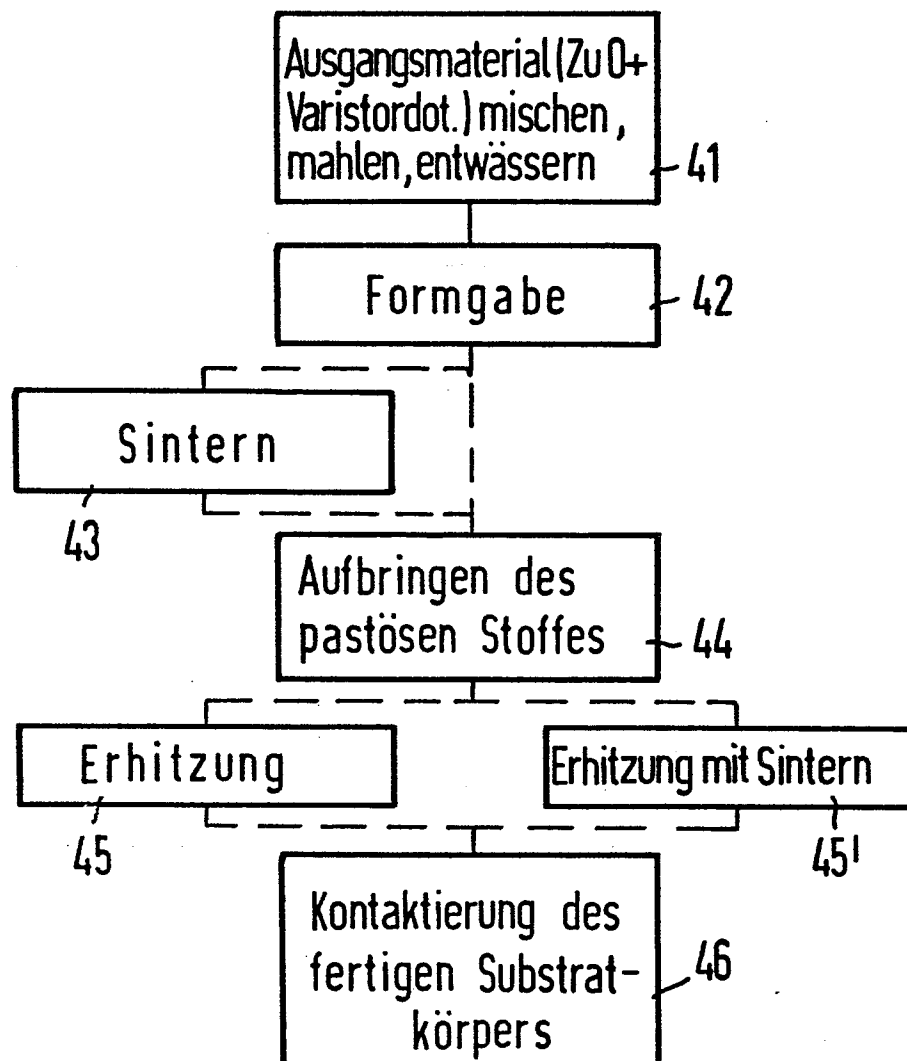 Ausgangsmaterial (Zu O+
Varistordot.) mischen,
mahlen, entwässern
41
Formgabe
42
Sintern
43
Aufbringen des
pastösen Stoffes
44
Erhitzung
45
Erhitzung mit Sintern
45'
Kontaktierung des
fertigen Substrat-
körpers
46